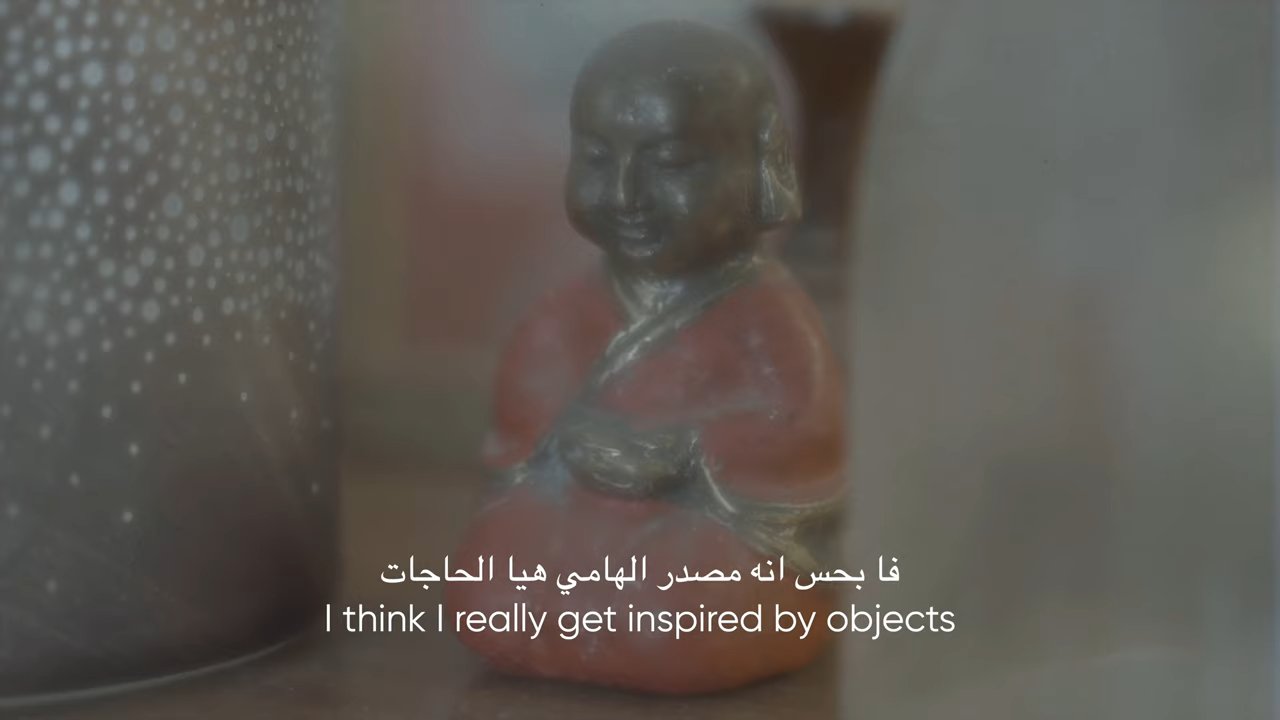 فا بحس انه مصدر الهامي هيا الحاجات
I think I really get inspired by objects